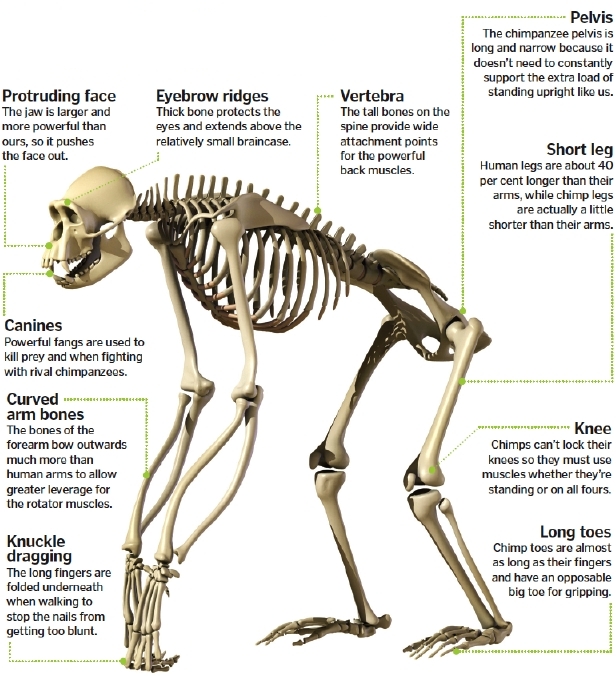 Pelvis
The chimpanzee pelvis is
long and narrow because it
doesn't need to constantly
support the extra load of
standing upright like us.
Protruding face
The jaw is larger and
more powerful than
ours, so it pushes
the face out.
Eyebrow ridges
Thick bone protects the
eyes and extends above the
relatively small braincase.
Vertebra
The tall bones on the
spine provide wide
attachment points
for the powerful
back muscles.
Short leg
Human legs are about 40
per cent longer than their
arms, while chimp legs
are actually a little
shorter than their arms.
Canines
Powerful fangs are used to
kill prey and when fighting
with rival chimpanzees.
Curved
arm bones
The bones of the
forearm bow outwards
much more than
human arms to allow
greater leverage for
the rotator muscles.
Knee
Chimps can't lock their
knees so they must use
muscles whether they're
standing or on all fours.
Knuckle
dragging
The long fingers are
folded underneath
when walking to
stop the nails from
getting too blunt.
Long toes
Chimp toes are almost
as long as their fingers
and have an opposable
big toe for gripping.